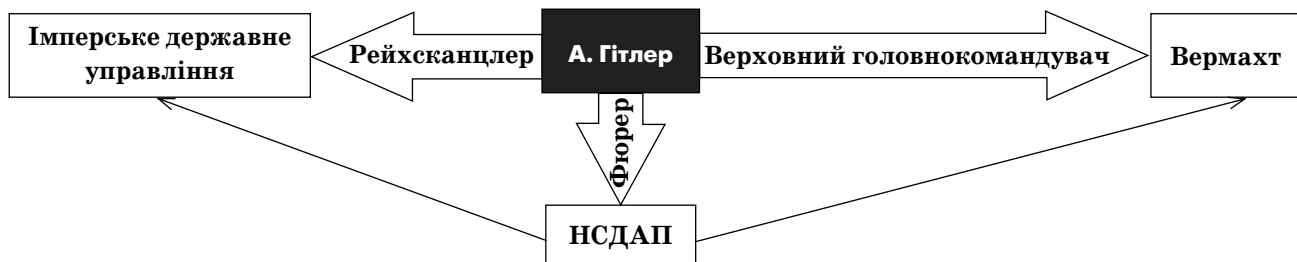 Імперське державне
управління
Рейхсканцлер
А. Гітлер
Верховний головнокомандувач
Вермахт
Фюрер
НСДАП